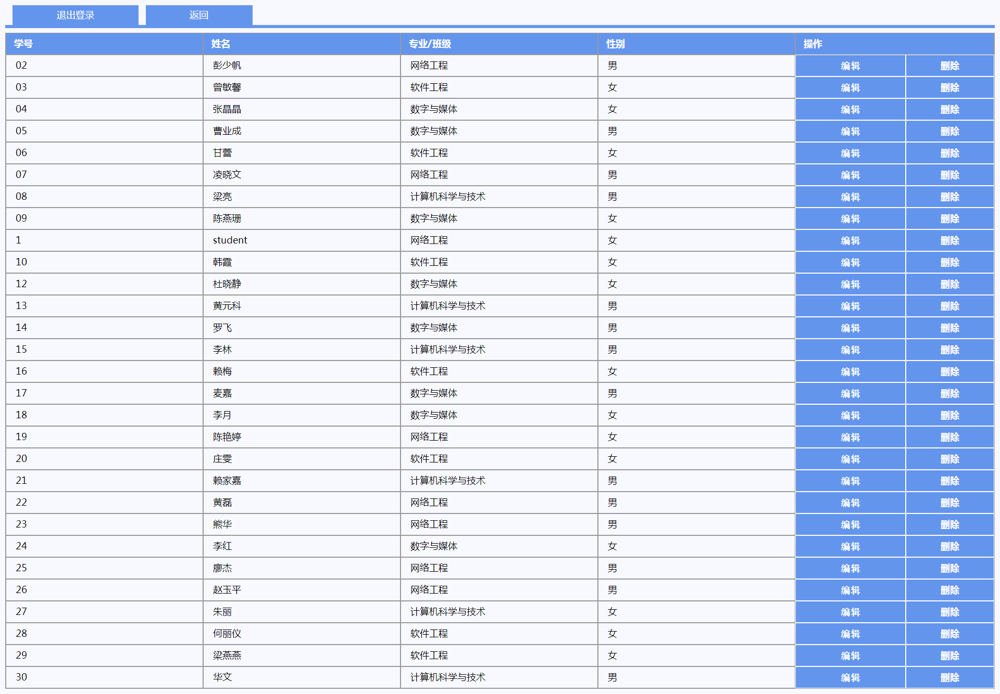 退出登录 返回
学号 姓名 专业/班级 性别 操作
02 彭少帆 网络工程 男 编辑 删除
03 曾敏馨 软件工程 女 编辑 删除
04 张晶晶 数字与媒体 女 编辑 删除
05 曹业成 数字与媒体 男 编辑 删除
06 甘蕾 软件工程 女 编辑 删除
07 凌晓文 网络工程 男 编辑 删除
08 梁亮 计算机科学与技术 男 编辑 删除
09 陈燕珊 数字与媒体 女 编辑 删除
1 student 网络工程 女 编辑 删除
10 韩霞 软件工程 女 编辑 删除
12 杜晓静 数字与媒体 女 编辑 删除
13 黄元科 计算机科学与技术 男 编辑 删除
14 罗飞 数字与媒体 男 编辑 删除
15 李林 计算机科学与技术 男 编辑 删除
16 赖梅 软件工程 女 编辑 删除
17 麦嘉 数字与媒体 男 编辑 删除
18 李月 数字与媒体 女 编辑 删除
19 陈艳婷 网络工程 女 编辑 删除
20 庄雯 软件工程 女 编辑 删除
21 赖家嘉 计算机科学与技术 男 编辑 删除
22 黄磊 网络工程 男 编辑 删除
23 熊华 网络工程 男 编辑 删除
24 李红 数字与媒体 女 编辑 删除
25 廖杰 网络工程 男 编辑 删除
26 赵玉平 网络工程 男 编辑 删除
27 朱丽 计算机科学与技术 女 编辑 删除
28 何丽仪 软件工程 女 编辑 删除
29 梁燕燕 软件工程 女 编辑 删除
30 华文 计算机科学与技术 男 编辑 删除